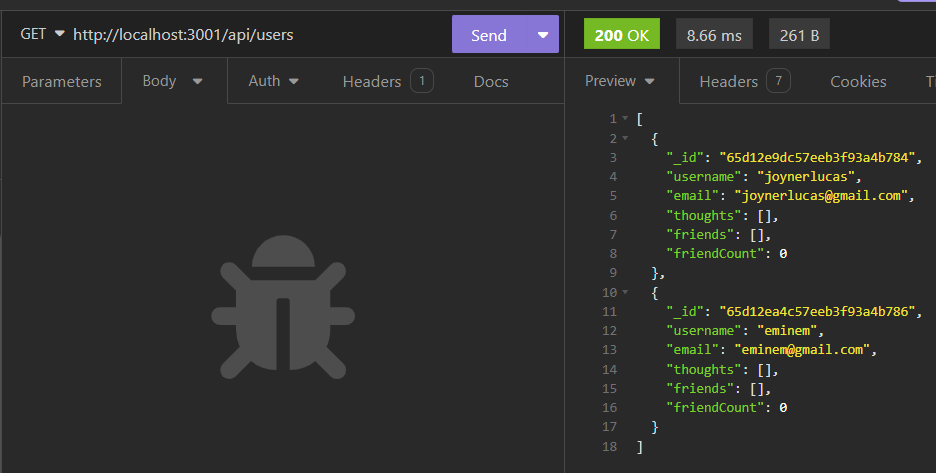 GET http://localhost:3001/api/users Send
Parameters Body Auth Headers 1 Docs
200 OK 8.66 ms 261 B
Preview Headers 7 Cookies
1 [
2 {
3 "_id": "65d12e9dc57eeb3f93a4b784",
4 "username": "joynerlucas",
5 "email": "joynerlucas@gmail.com",
6 "thoughts": [],
7 "friends": [],
8 "friendCount": 0
9 },
10 {
11 "_id": "65d12ea4c57eeb3f93a4b786",
12 "username": "eminem",
13 "email": "eminem@gmail.com",
14 "thoughts": [],
15 "friends": [],
16 "friendCount": 0
17 }
18 ]